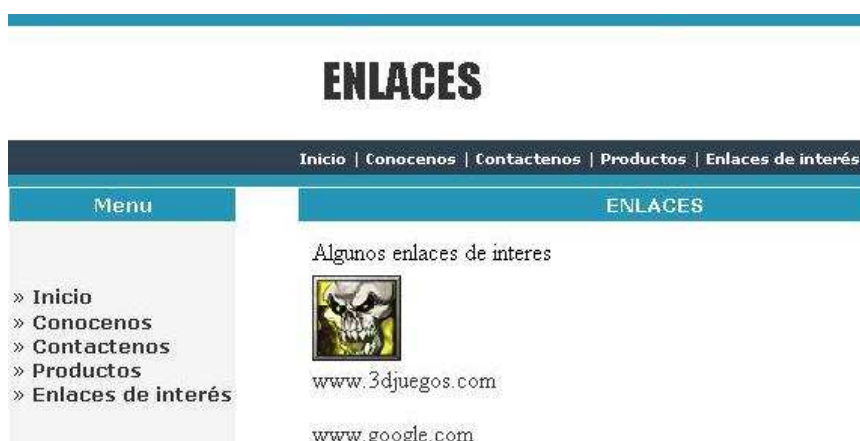 ENLACES
Inicio | Conocenos | Contactenos | Productos | Enlaces de interés
Menu
ENLACES
» Inicio
» Conocenos
» Contactenos
» Productos
» Enlaces de interés
Algunos enlaces de interes
www.3djuegos.com
www.google.com